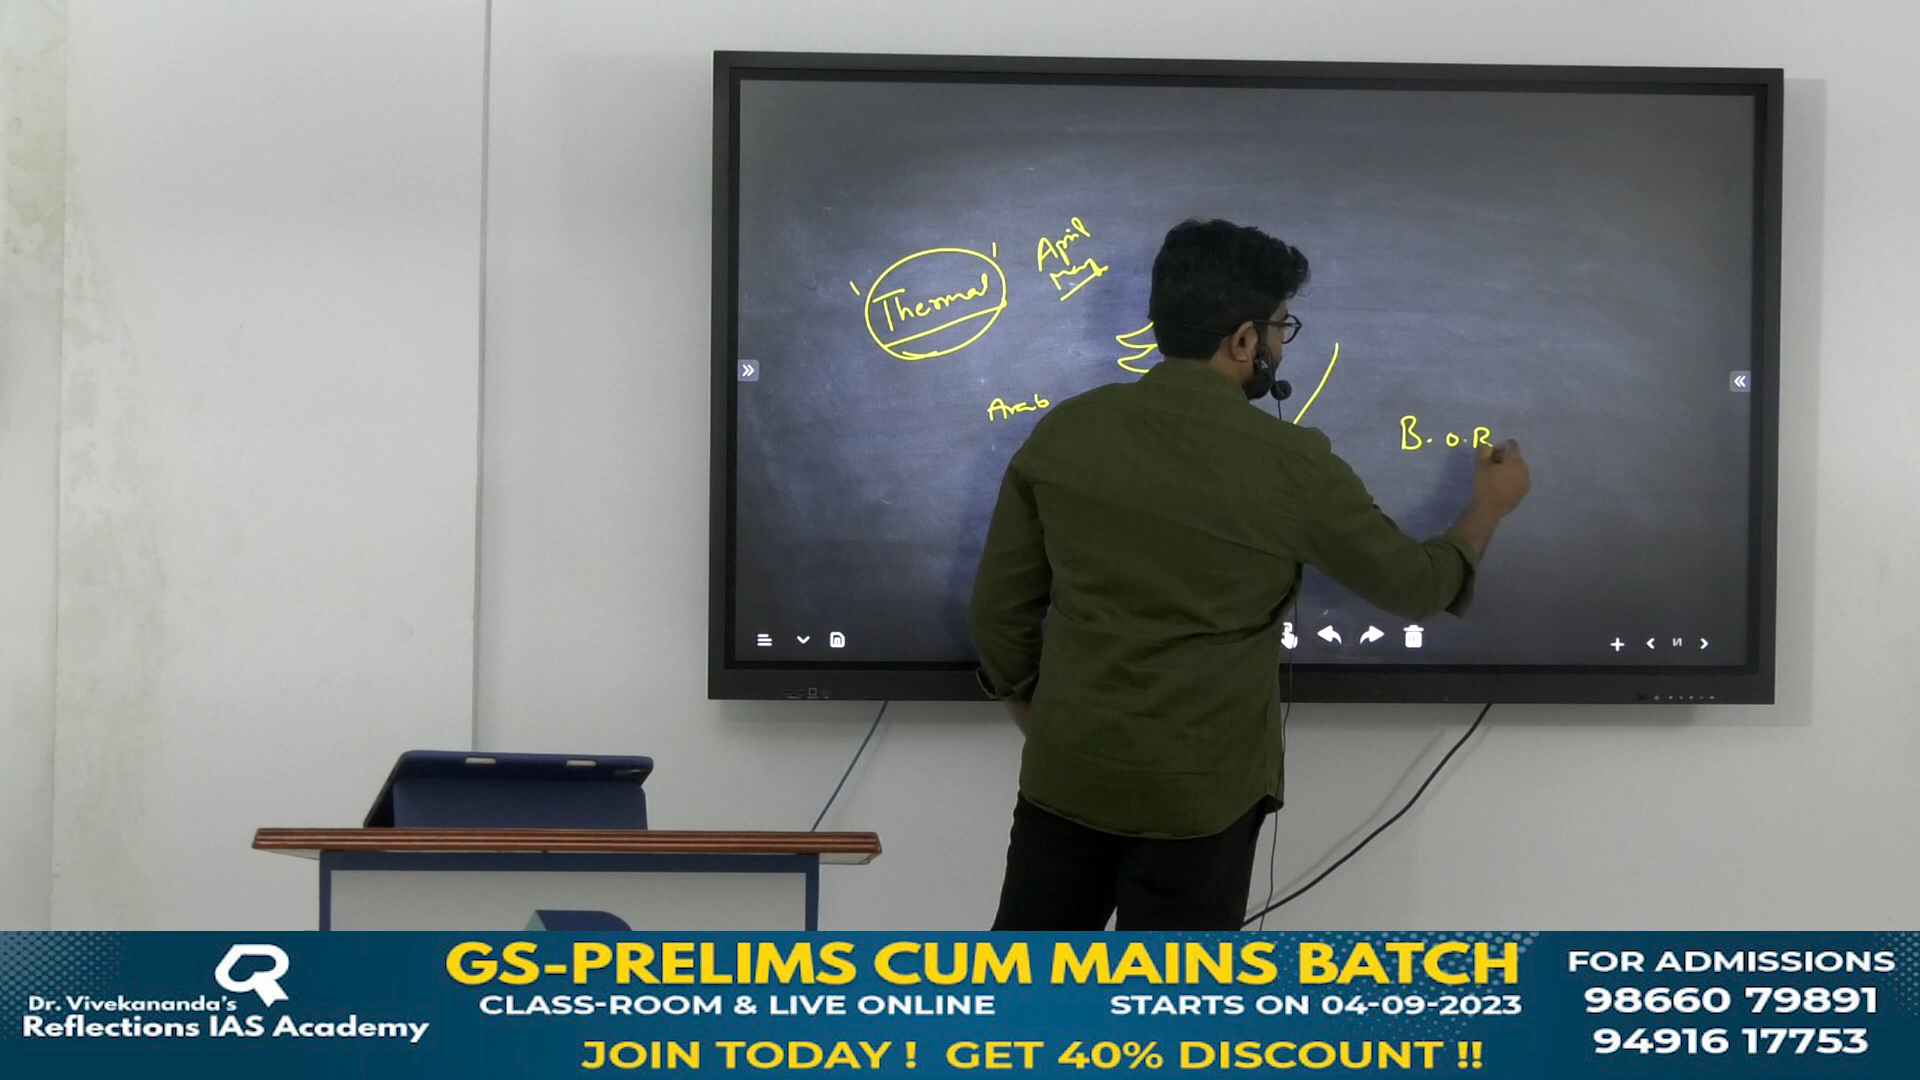 April
May
Thermal
Arab
B. O. B
Dr. Vivekananda's
Reflections IAS Academy
GS-PRELIMS CUM MAINS BATCH
CLASS-ROOM & LIVE ONLINE STARTS ON 04-09-2023
JOIN TODAY ! GET 40% DISCOUNT !!
FOR ADMISSIONS
98660 79891
94916 17753